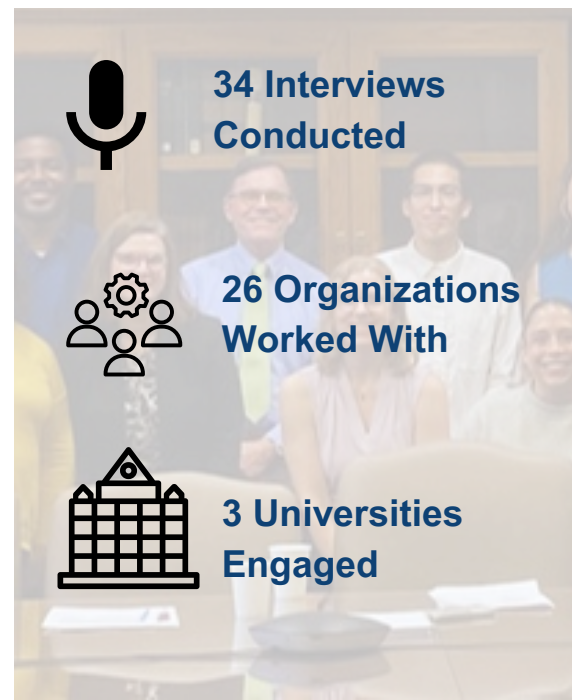 34 Interviews
Conducted
26 Organizations
Worked With
3 Universities
Engaged